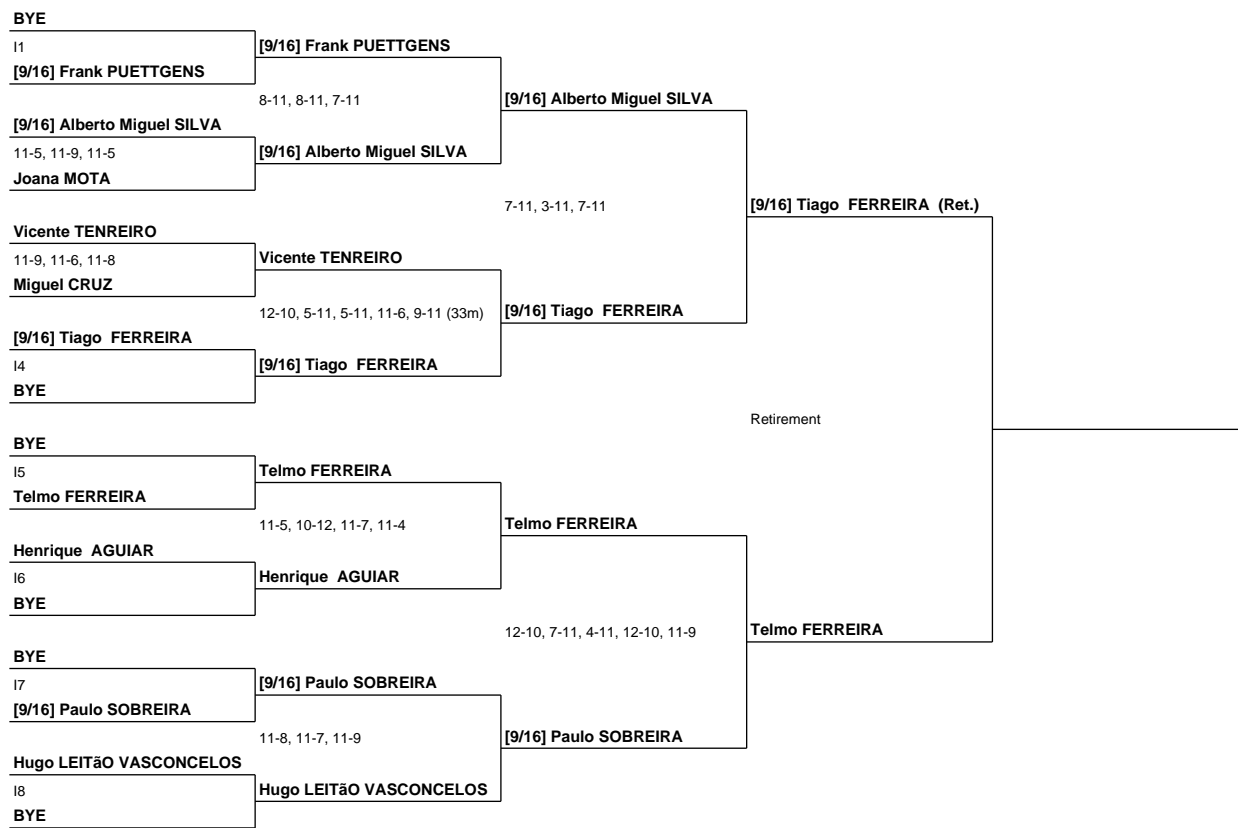 BYE
I1
[9/16] Frank PUETTGENS
[9/16] Frank PUETTGENS
8-11, 8-11, 7-11
[9/16] Alberto Miguel SILVA
[9/16] Alberto Miguel SILVA
11-5, 11-9, 11-5
[9/16] Alberto Miguel SILVA
Joana MOTA
7-11, 3-11, 7-11
[9/16] Tiago  FERREIRA  (Ret.)
Vicente TENREIRO
11-9, 11-6, 11-8
Vicente TENREIRO
Miguel CRUZ
12-10, 5-11, 5-11, 11-6, 9-11 (33m)
[9/16] Tiago  FERREIRA
[9/16] Tiago  FERREIRA
I4
[9/16] Tiago  FERREIRA
BYE
Retirement
BYE
I5
Telmo FERREIRA
Telmo FERREIRA
11-5, 10-12, 11-7, 11-4
Telmo FERREIRA
Henrique  AGUIAR
I6
Henrique  AGUIAR
BYE
12-10, 7-11, 4-11, 12-10, 11-9
Telmo FERREIRA
BYE
I7
[9/16] Paulo SOBREIRA
[9/16] Paulo SOBREIRA
11-8, 11-7, 11-9
[9/16] Paulo SOBREIRA
Hugo LEITãO VASCONCELOS
I8
Hugo LEITãO VASCONCELOS
BYE